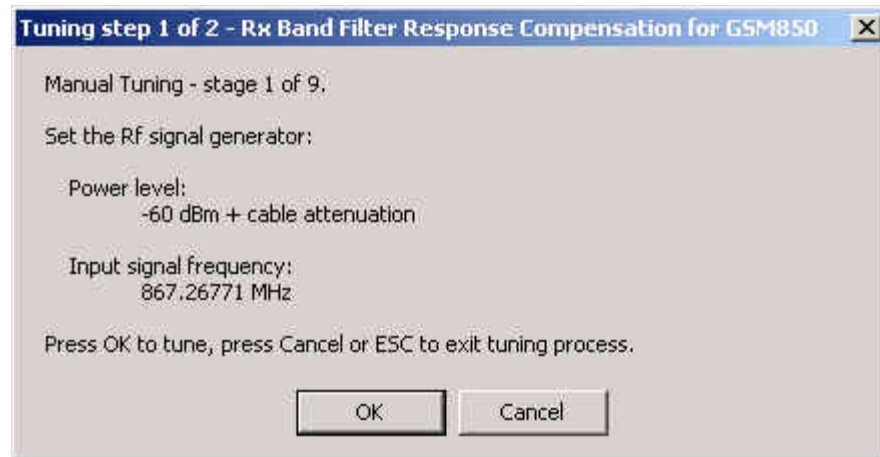 Tuning step 1 of 2 - Rx Band Filter Response Compensation for GSM850
Manual Tuning - stage 1 of 9.
Set the Rf signal generator:
Power level:
-60 dBm + cable attenuation
Input signal frequency:
867.26771 MHz
Press OK to tune, press Cancel or ESC to exit tuning process.
OK
Cancel